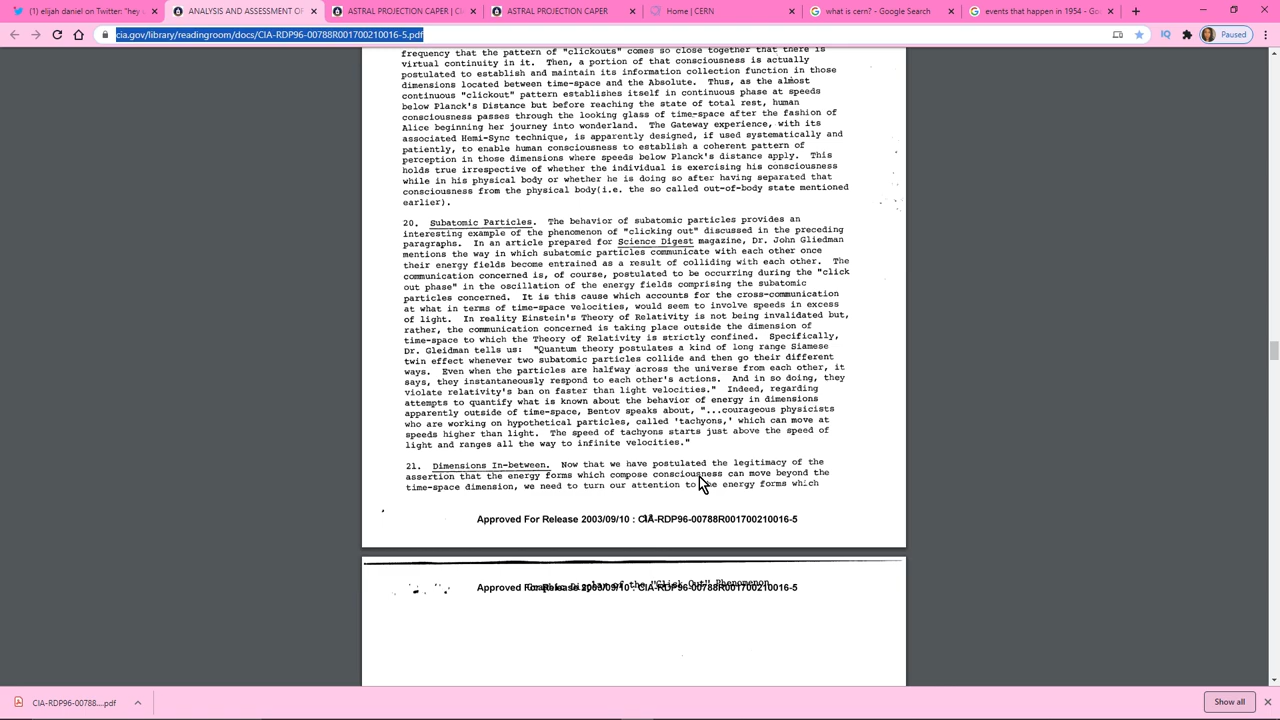 (1) elijah daniel on Twitter: "hey
ANALYSIS AND ASSESSMENT OF
ASTRAL PROJECTION CAPER | C
ASTRAL PROJECTION CAPER
Home | CERN
what is cern? - Google Search
events that happen in 1954 - Goo
cia.gov/library/readingroom/docs/CIA-RDP96-00788R001700210016-5.pdf
Paused
frequency that the pattern of "clickouts" comes so close together that there is
virtual continuity in it. Then, a portion of that consciousness is actually
postulated to establish and maintain its information collection function in those
dimensions located between time-space and the Absolute. Thus, as the almost
continuous "clickout" pattern establishes itself in continuous phase at speeds
below Planck's Distance but before reaching the state of total rest, human
consciousness passes through the looking glass of time-space after the fashion of
Alice beginning her journey into wonderland. The Gateway experience, with its
associated Hemi-Sync technique, is apparently designed, if used systematically and
patiently, to enable human consciousness to establish a coherent pattern of
perception in those dimensions where speeds below Planck's distance apply. This
holds true irrespective of whether the individual is exercising his consciousness
while in his physical body or whether he is doing so after having separated that
consciousness from the physical body(i.e. the so called out-of-body state mentioned
earlier).
20. Subatomic Particles. The behavior of subatomic particles provides an
interesting example of the phenomenon of "clicking out" discussed in the preceding
paragraphs. In an article prepared for Science Digest magazine, Dr. John Gliedman
mentions the way in which subatomic particles communicate with each other once
their energy fields become entrained as a result of colliding with each other. The
communication concerned is, of course, postulated to be occurring during the "click
out phase" in the oscillation of the energy fields comprising the subatomic
particles concerned. It is this cause which accounts for the cross-communication
at what in terms of time-space velocities, would seem to involve speeds in excess
of light. In reality Einstein's Theory of Relativity is not being invalidated but,
rather, the communication concerned is taking place outside the dimension of
time-space to which the Theory of Relativity is strictly confined. Specifically,
Dr. Gleidman tells us: "Quantum theory postulates a kind of long range Siamese
twin effect whenever two subatomic particles collide and then go their different
ways. Even when the particles are halfway across the universe from each other, it
says, they instantaneously respond to each other's actions. And in so doing, they
violate relativity's ban on faster than light velocities." Indeed, regarding
attempts to quantify what is known about the behavior of energy in dimensions
apparently outside of time-space, Bentov speaks about, "...courageous physicists
who are working on hypothetical particles, called 'tachyons,' which can move at
speeds higher than light. The speed of tachyons starts just above the speed of
light and ranges all the way to infinite velocities."
21. Dimensions In-between. Now that we have postulated the legitimacy of the
assertion that the energy forms which compose consciousness can move beyond the
time-space dimension, we need to turn our attention to the energy forms which
Approved For Release 2003/09/10 : CIA-RDP96-00788R001700210016-5
of the "Click Out" Phenomenon
Approved For Release 2003/09/10 : CIA-RDP96-00788R001700210016-5
CIA-RDP96-00788....pdf
Show all